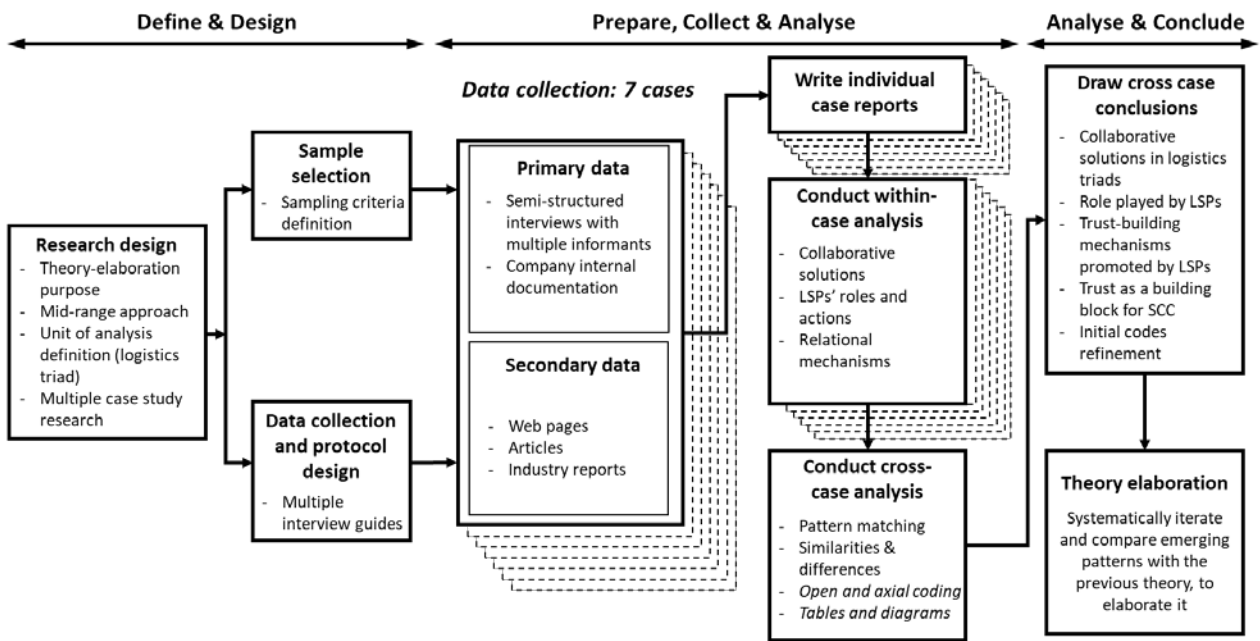 Define & Design
Prepare, Collect & Analyse
Analyse & Conclude
Data collection: 7 cases
Research design
- Theory-elaboration
purpose
- Mid-range approach
- Unit of analysis
definition (logistics
triad)
- Multiple case study
research
Sample
selection
- Sampling criteria
definition
Data collection
and protocol
design
- Multiple
interview guides
Primary data
- Semi-structured
interviews with
multiple informants
- Company internal
documentation
Secondary data
- Web pages
- Articles
- Industry reports
Write individual
case reports
Conduct within-
case analysis
- Collaborative
solutions
- LSPs' roles and
actions
- Relational
mechanisms
Conduct cross-
case analysis
- Pattern matching
- Similarities &
differences
- Open and axial coding
- Tables and diagrams
Draw cross case
conclusions
- Collaborative
solutions in logistics
triads
- Role played by LSPs
- Trust-building
mechanisms
promoted by LSPs
- Trust as a building
block for SCC
- Initial codes
refinement
Theory elaboration
Systematically iterate
and compare emerging
patterns with the
previous theory, to
elaborate it